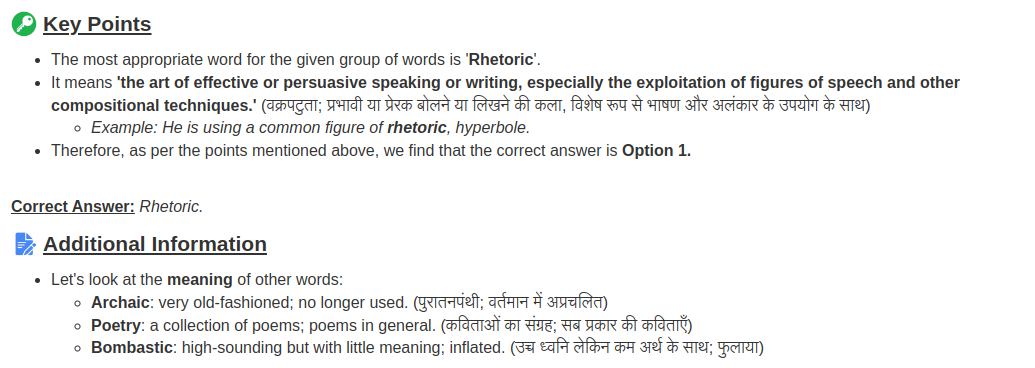 Key Points
The most appropriate word for the given group of words is 'Rhetoric'.
It means 'the art of effective or persuasive speaking or writing, especially the exploitation of figures of speech and other
compositional techniques.' (वक्रपटुता; प्रभावी या प्रेरक बोलने या लिखने की कला, विशेष रूप से भाषण और अलंकार के उपयोग के साथ)
Example: He is using a common figure of rhetoric, hyperbole.
Therefore, as per the points mentioned above, we find that the correct answer is Option 1.
Correct Answer: Rhetoric.
Additional Information
Let's look at the meaning of other words:
Archaic: very old-fashioned; no longer used. (पुरातनपंथी; वर्तमान में अप्रचलित)
Poetry: a collection of poems; poems in general. (कविताओं का संग्रह; सब प्रकार की कविताएँ)
Bombastic: high-sounding but with little meaning; inflated. (उच्च ध्वनि लेकिन कम अर्थ के साथ; फुलाया)